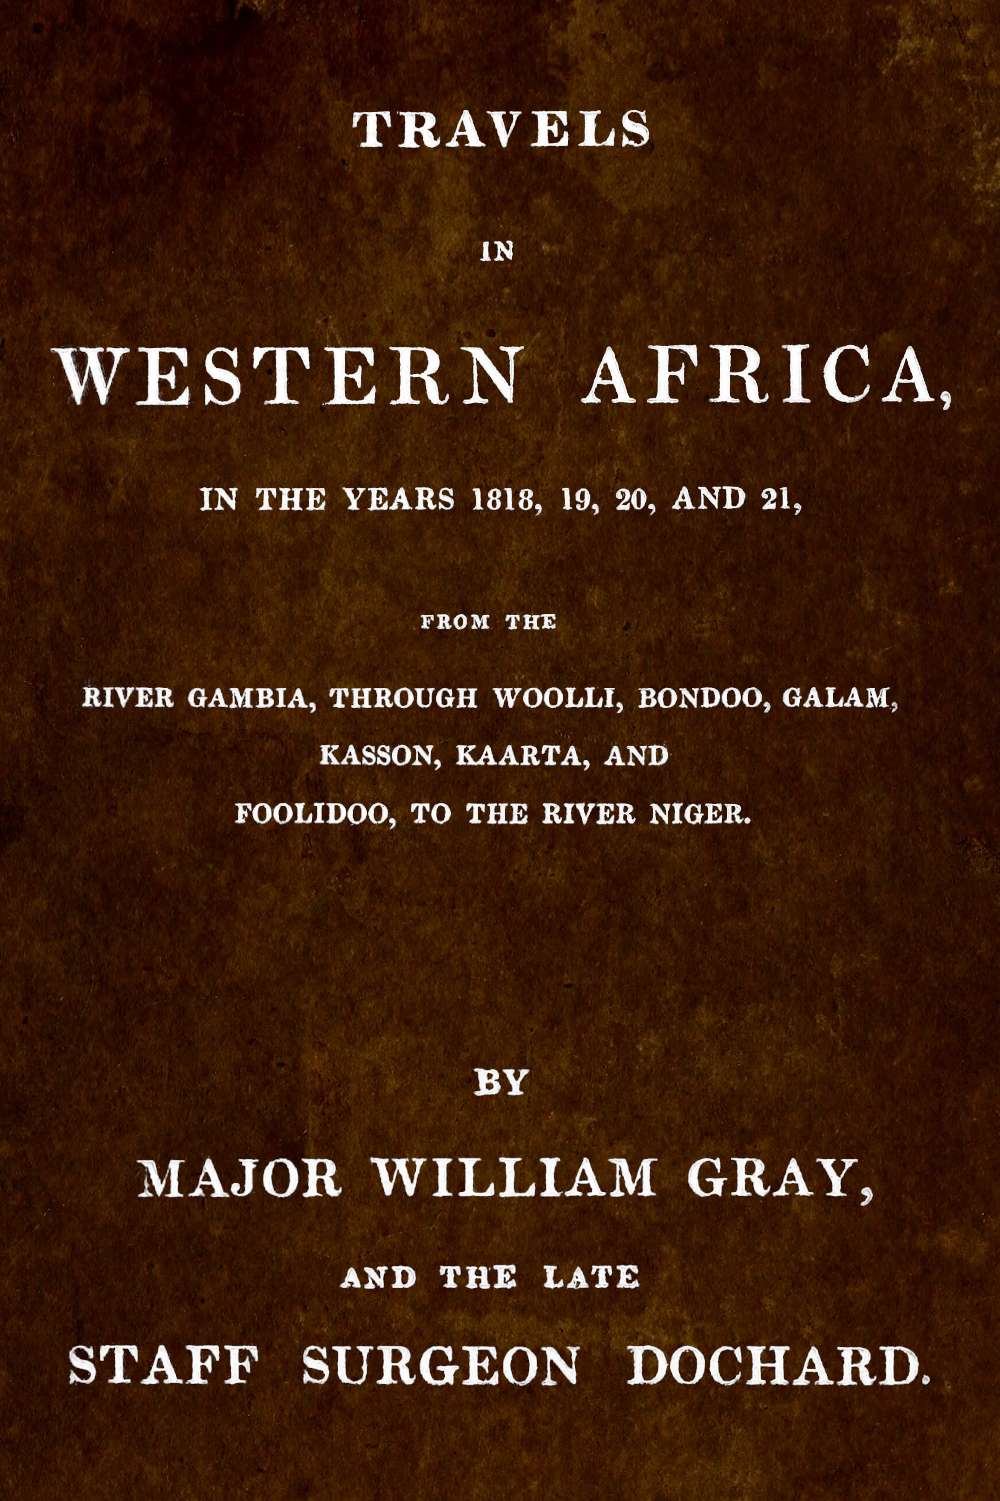 TRAVELS
IN
WESTERN AFRICA,
IN THE YEARS 1818, 19, 20, AND 21,
FROM THE
RIVER GAMBIA, THROUGH WOOLLI, BONDOO, GALAM,
KASSON, KAARTA, AND
FOOLIDOO, TO THE RIVER NIGER.
BY
MAJOR WILLIAM GRAY,
AND THE LATE
STAFF SURGEON DOCHARD.